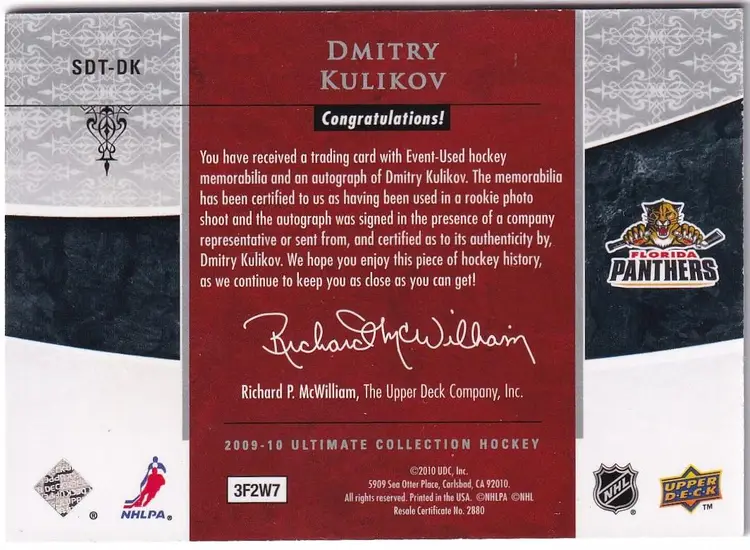 SDT-DK
DMITRY
KULIKOV
Congratulations!
You have received a trading card with Event-Used hockey
memorabilia and an autograph of Dmitry Kulikov. The memorabilia
has been certified to us as having been used in a rookie photo
shoot and the autograph was signed in the presence of a company
representative or sent from, and certified as to its authenticity by,
Dmitry Kulikov. We hope you enjoy this piece of hockey history,
as we continue to keep you as close as you can get!
FLORIDA
PANTHERS
Richard McWilliam
Richard P. McWilliam, The Upper Deck Company, Inc.
2009-10 ULTIMATE COLLECTION HOCKEY
3F2W7
©2010 UDC, Inc.
5909 Sea Otter Place, Carlsbad, CA 92010.
All rights reserved. Printed in the USA. ©NHLPA ©NHL
Resale Certificate No. 2880
®
NHLPA®
NHL
UPPER
D·E·C·K
TM